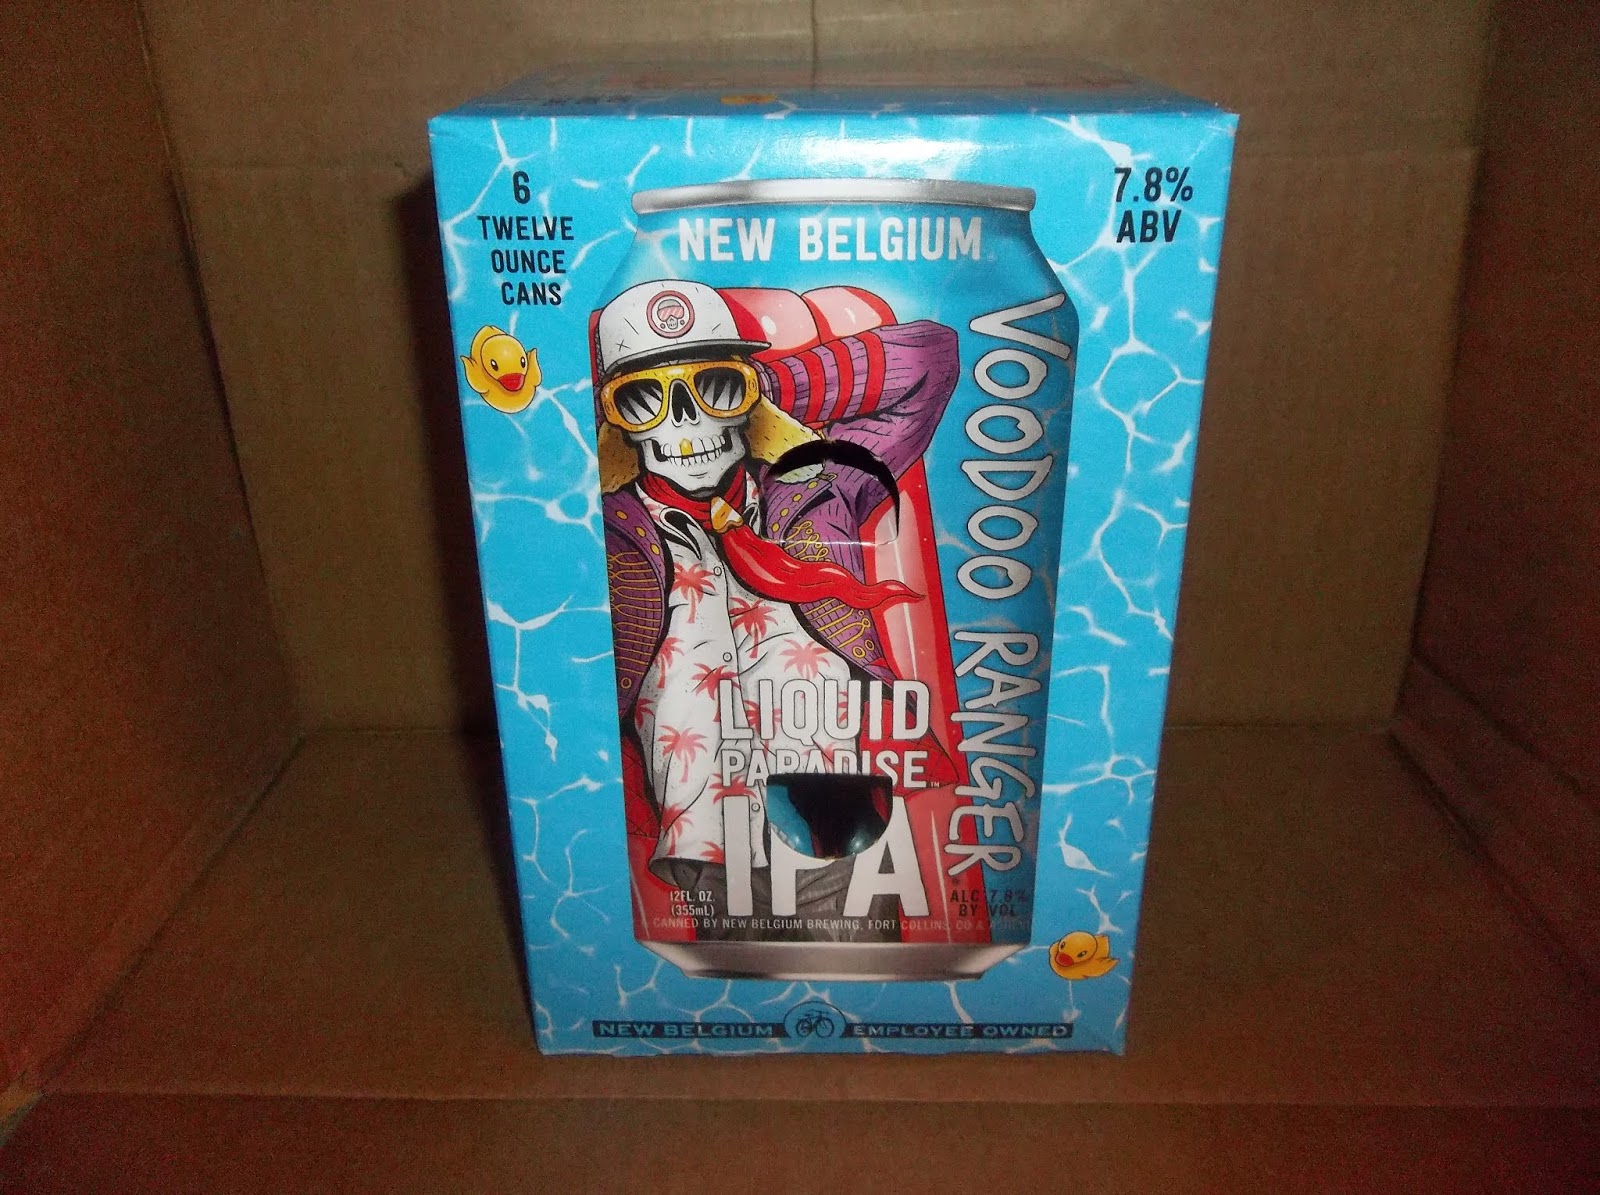 6
TWELVE
OUNCE
CANS
7.8%
ABV
NEW BELGIUM
VOODOO RANGER
LIQUID
PARADISE™
IPA
12FL. OZ.
(355mL)
ALC 7.8%
BY VOL
CANNED BY NEW BELGIUM BREWING, FORT COLLINS, CO &
NEW BELGIUM EMPLOYEE OWNED